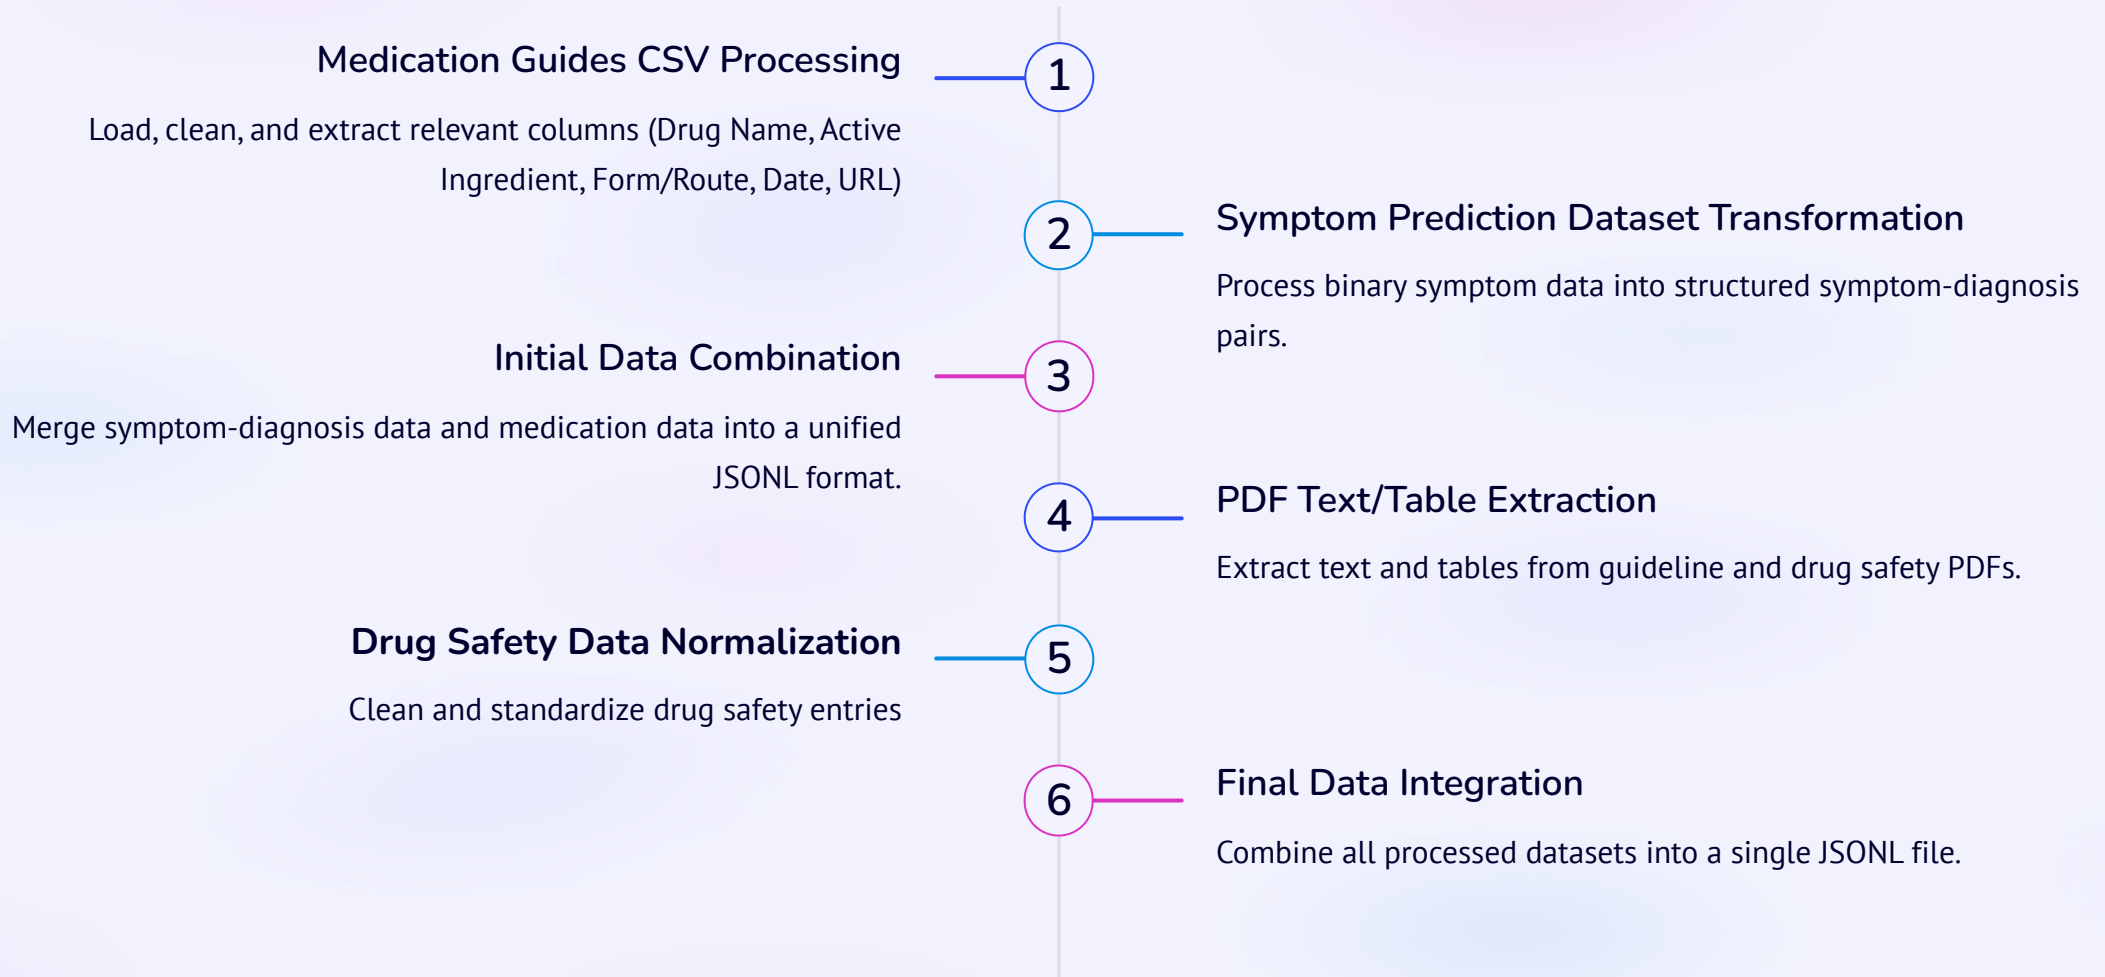 Medication Guides CSV Processing
1
Load, clean, and extract relevant columns (Drug Name, Active
Ingredient, Form/Route, Date, URL)
2
Symptom Prediction Dataset Transformation
Process binary symptom data into structured symptom-diagnosis
pairs.
Initial Data Combination
3
Merge symptom-diagnosis data and medication data into a unified
JSONL format.
4
PDF Text/Table Extraction
Extract text and tables from guideline and drug safety PDFs.
Drug Safety Data Normalization
5
Clean and standardize drug safety entries
6
Final Data Integration
Combine all processed datasets into a single JSONL file.